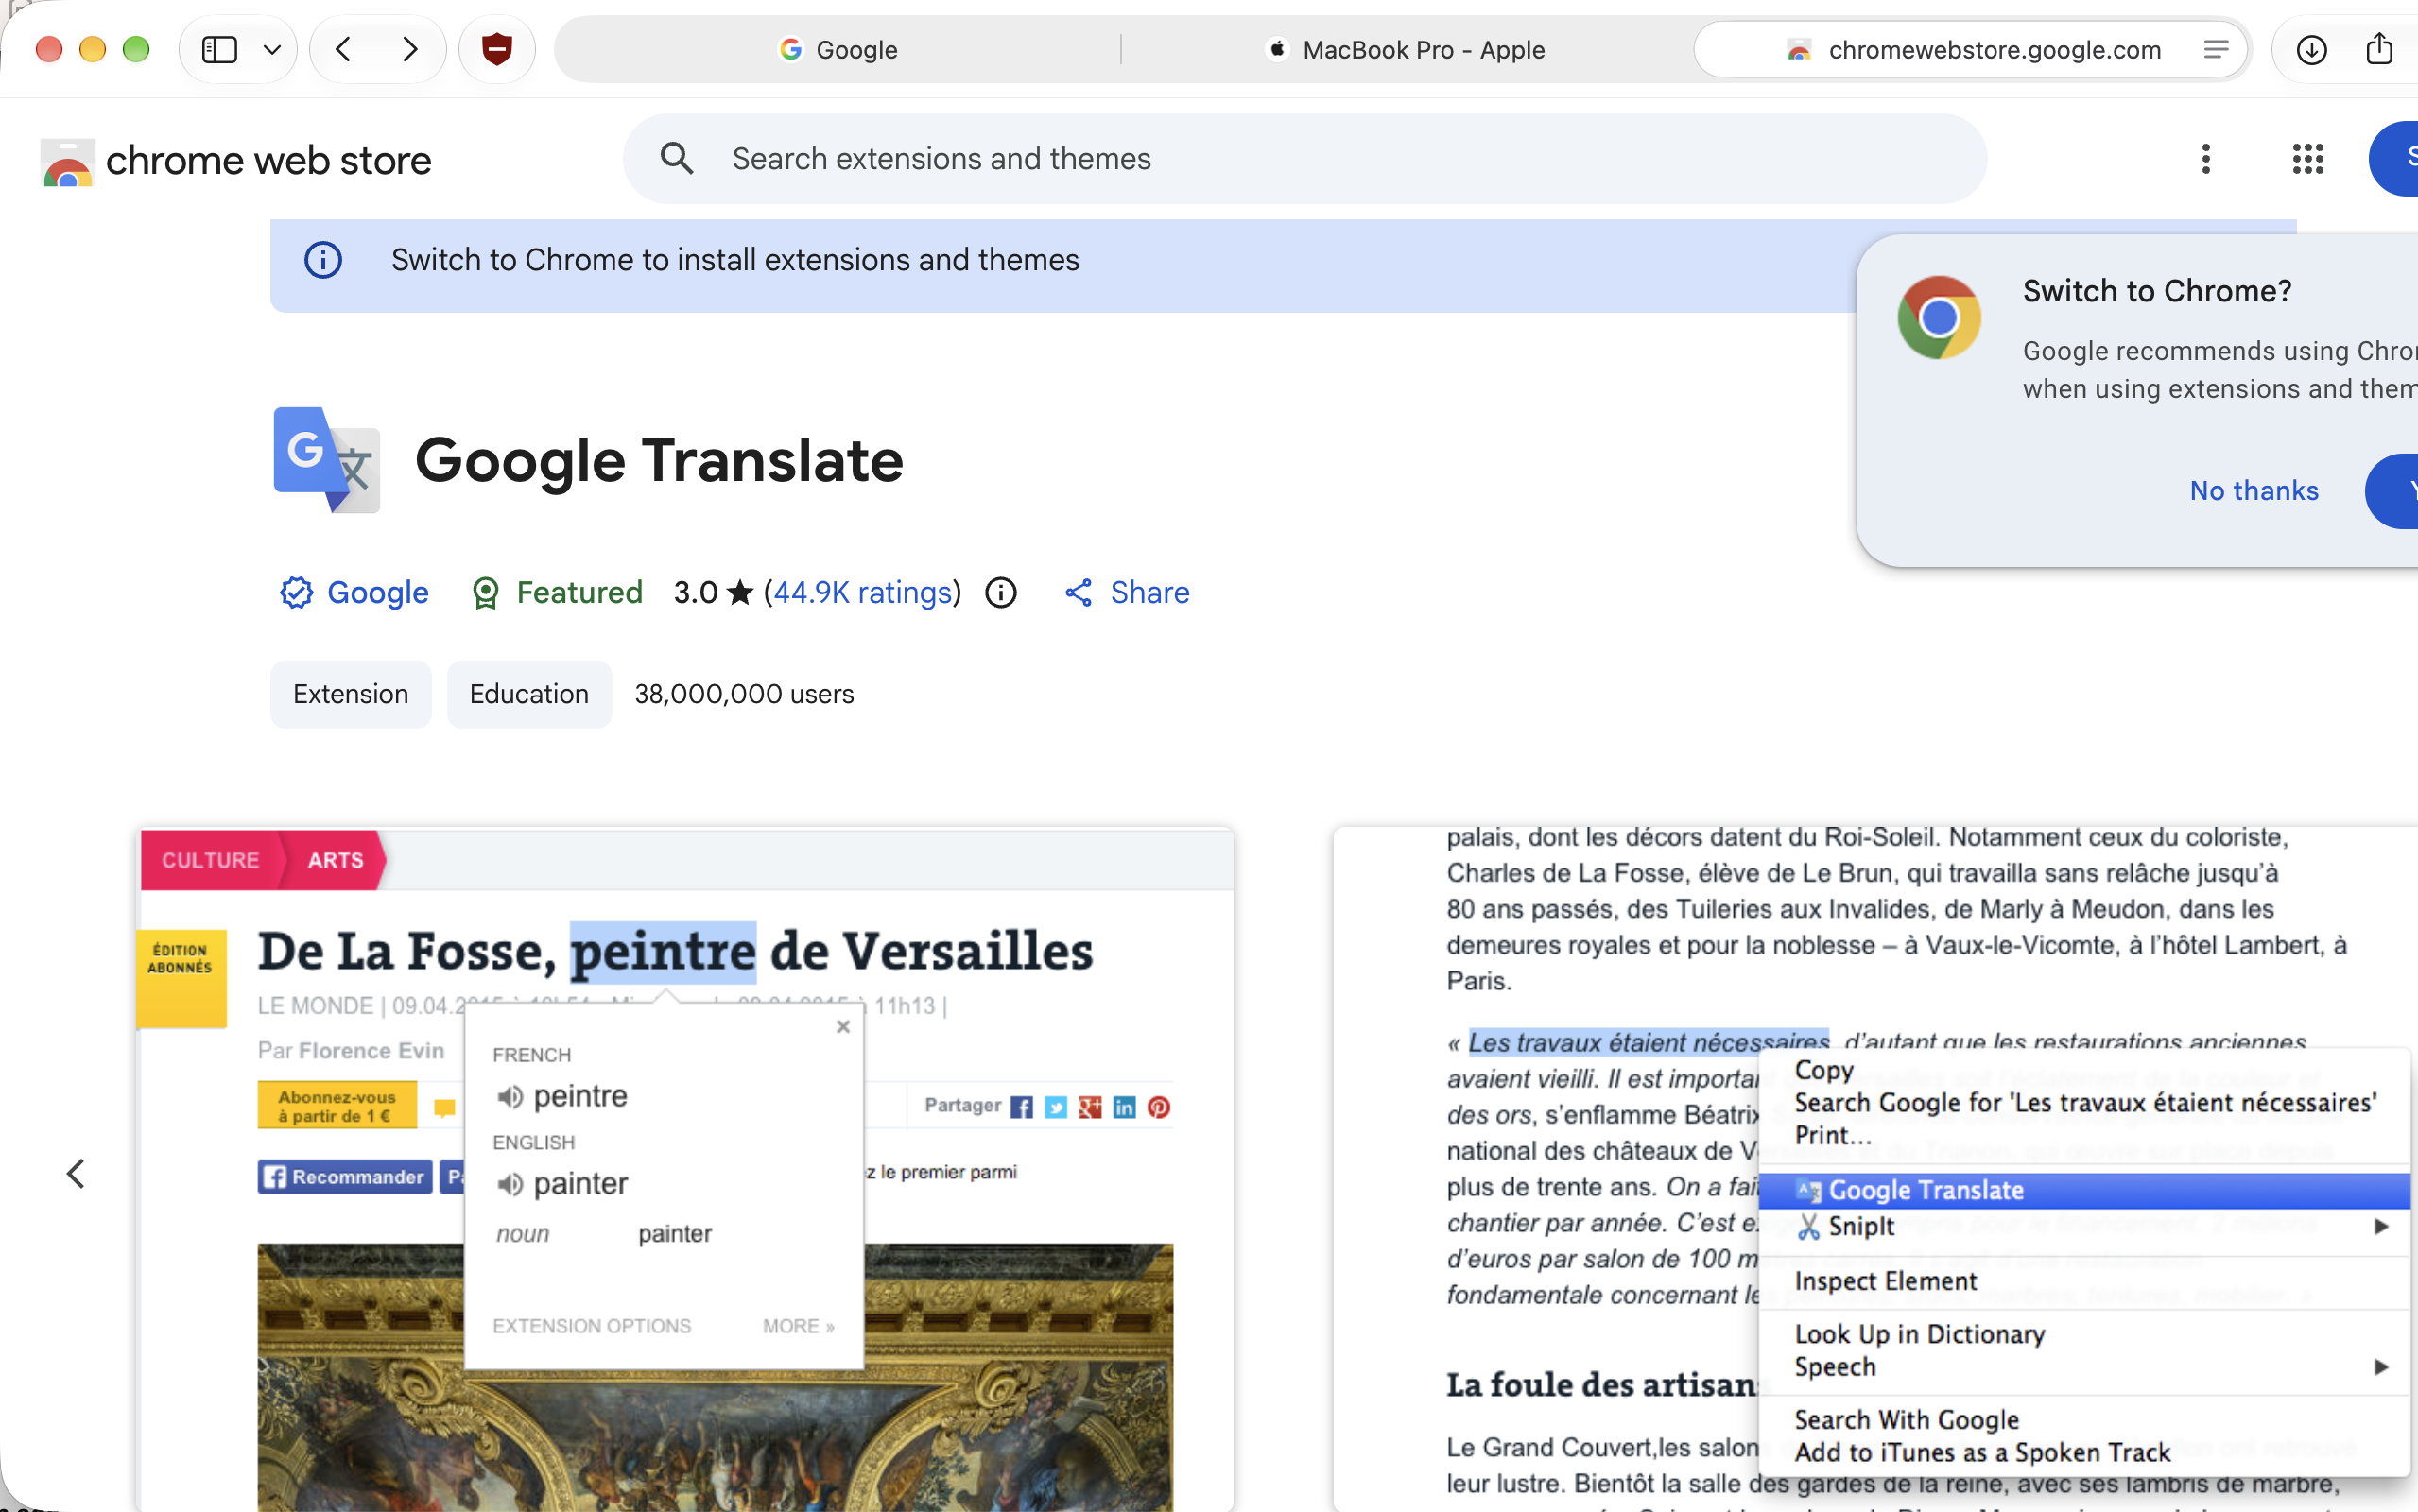 Google
MacBook Pro - Apple
chromewebstore.google.com
chrome web store
Search extensions and themes
Switch to Chrome to install extensions and themes
Switch to Chrome?
Google recommends using
when using extensions and
No thanks
Google Translate
Google
Featured
3.0 ★ (44.9K ratings)
Share
Extension
Education
38,000,000 users
CULTURE
ARTS
ÉDITION
ABONNÉS
De La Fosse, peintre de Versailles
LE MONDE |
11h13 |
Par Florence Evin
Abonnez-vous
à partir de 1 €
Partager
Recommander
le premier parmi
×
FRENCH
peintre
ENGLISH
painter
noun painter
EXTENSION OPTIONS
MORE »
palais, dont les décors datent du Roi-Soleil. Notamment ceux du coloriste,
Charles de La Fosse, élève de Le Brun, qui travailla sans relâche jusqu'à
80 ans passés, des Tuileries aux Invalides, de Marly à Meudon, dans les
demeures royales et pour la noblesse – à Vaux-le-Vicomte, à l'hôtel Lambert, à
Paris.
« Les travaux étaient nécessaires, d'autant que les restaurations anciennes
avaient vieilli. Il est
des ors, s'enflamme
national des châteaux de
plus de trente ans. On a
chantier par année. C'est
d'euros par salon de 100
fondamentale concernant
La foule des artisans
Le Grand Couvert,les
leur lustre. Bientôt la salle des gardes de la reine, avec ses lambris de marbre,
Copy
Search Google for 'Les travaux étaient nécessaires'
Print...
Google Translate
SnipIt
Inspect Element
Look Up in Dictionary
Speech
Search With Google
Add to iTunes as a Spoken Track